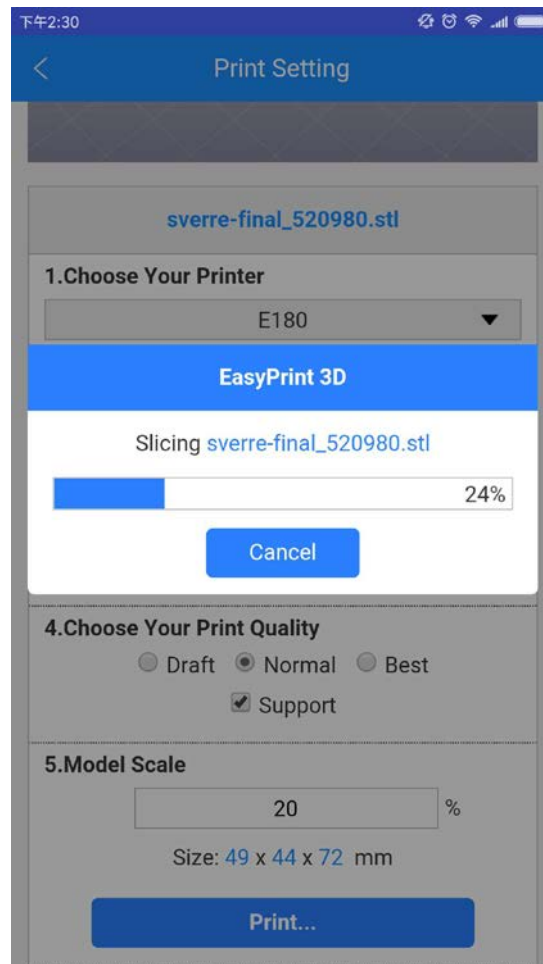 下午2:30
Print Setting
sverre-final_520980.stl
1.Choose Your Printer
E180
EasyPrint 3D
Slicing sverre-final_520980.stl
24%
Cancel
4.Choose Your Print Quality
Draft Normal Best
Support
5.Model Scale
20 %
Size: 49 x 44 x 72 mm
Print...